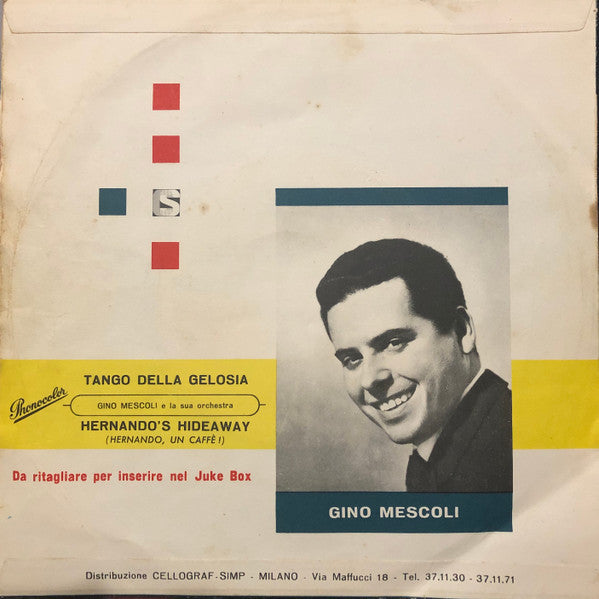 CS
TANGO DELLA GELOSIA
Phonocolor
GINO MESCOLI e la sua orchestra
HERNANDO'S HIDEAWAY
(HERNANDO, UN CAFFÈ!)
Da ritagliare per inserire nel Juke Box
GINO MESCOLI
Distribuzione CELLOGRAF-SIMP - MILANO - Via Maffucci 18 - Tel. 37.11.30 - 37.11.71